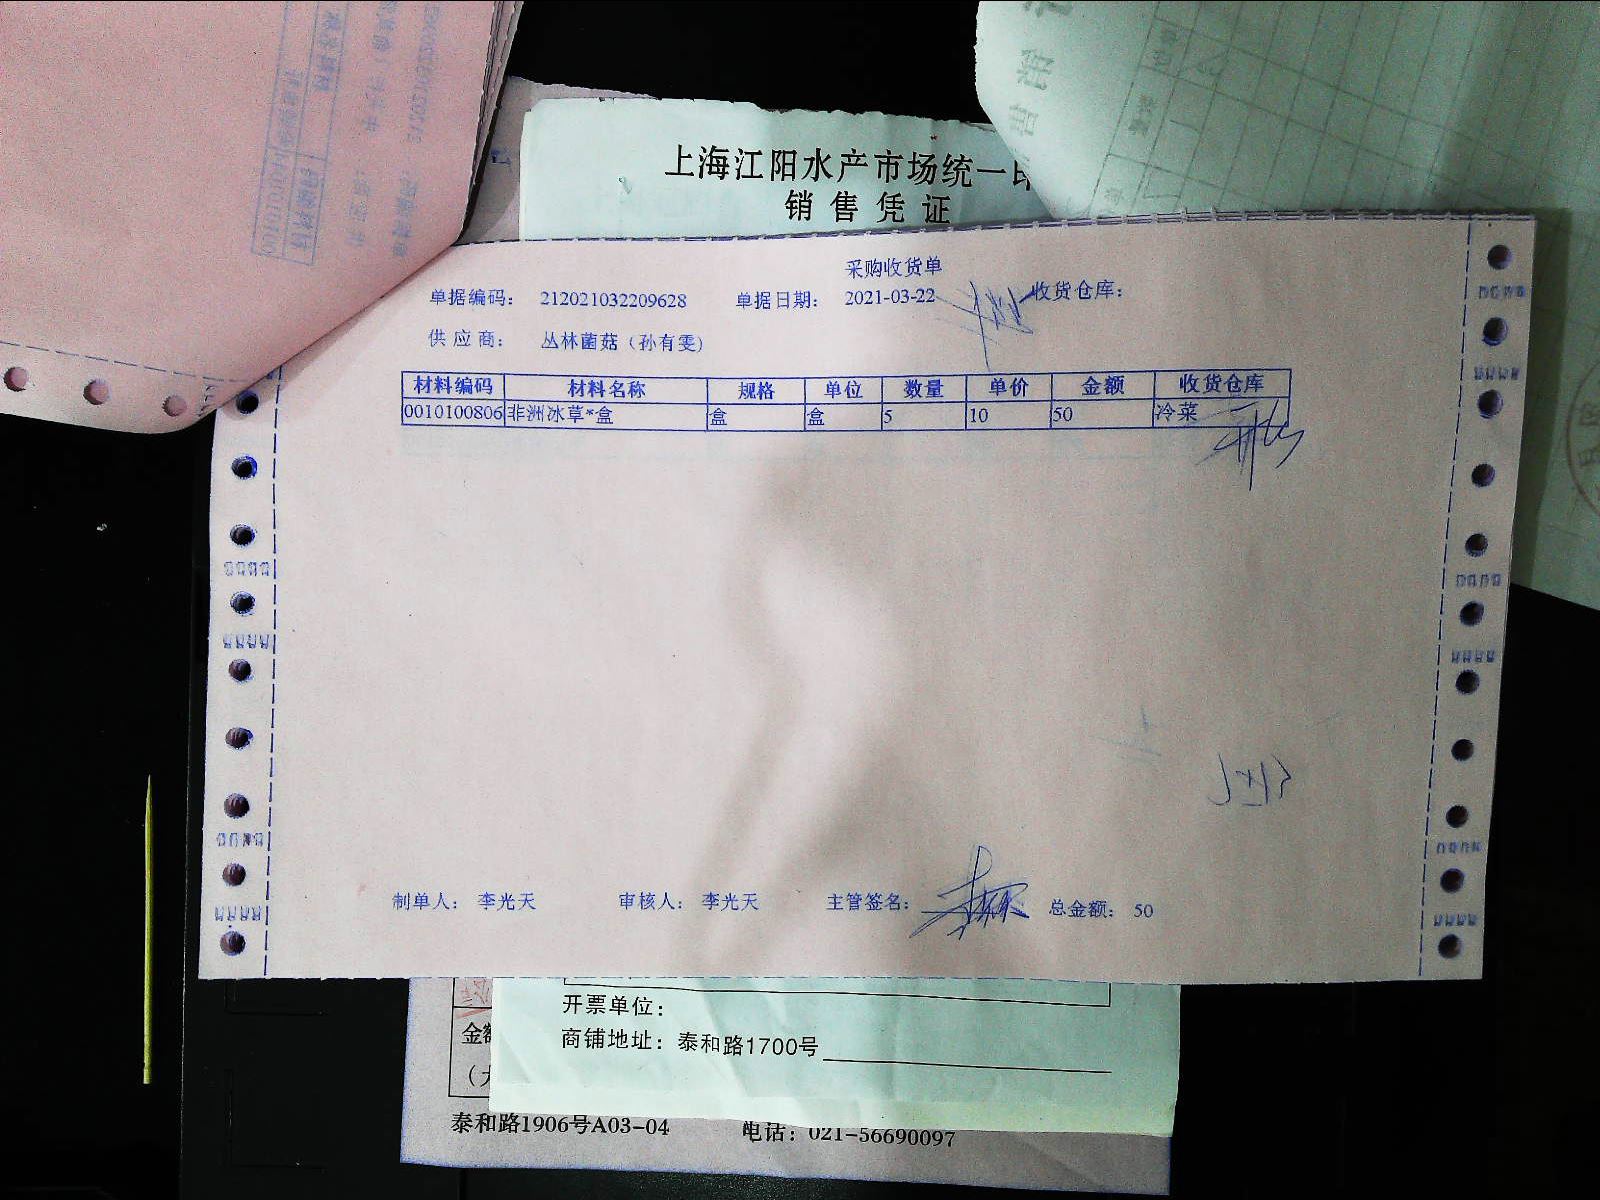 上海江阳水产市场统一
销售凭证
采购收货单
单据编码： 212021032209628 单据日期： 2021-03-22 收货仓库：
供应商： 丛林菌菇（孙有雯）
材料编码 材料名称 规格 单位 数量 单价 金额 收货仓库
0010100806 非洲冰草*盒 盒 盒 5 10 50 冷菜
制单人： 李光天 审核人： 李光天 主管签名： 总金额： 50
开票单位：
商铺地址：泰和路1700号
金额
泰和路1906号A03-04 电话：021-56690097